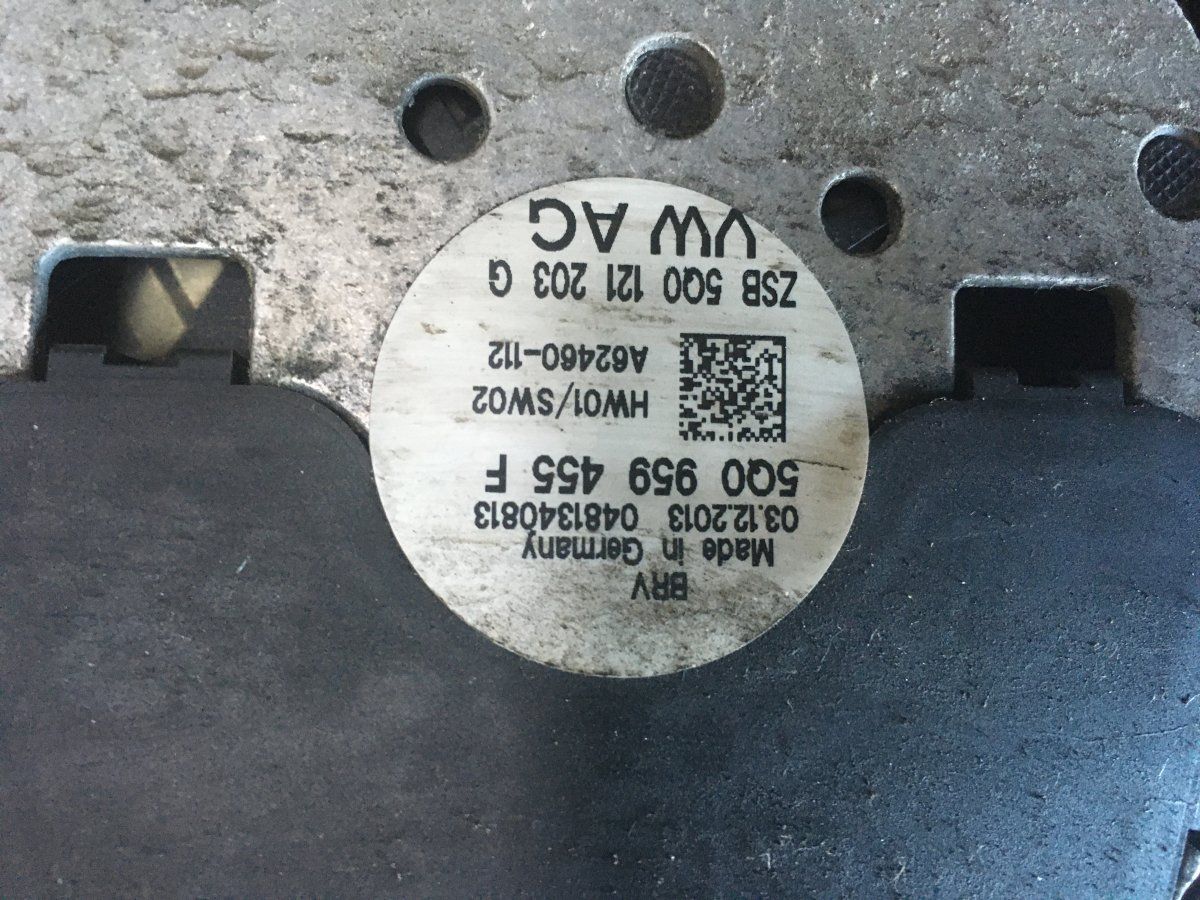 VW AG
ZSB 5Q0 121 203 G
A62460-112
HW01/SW02
5Q0 959 455 F
03.12.2013 0481340813
Made in Germany
BRV